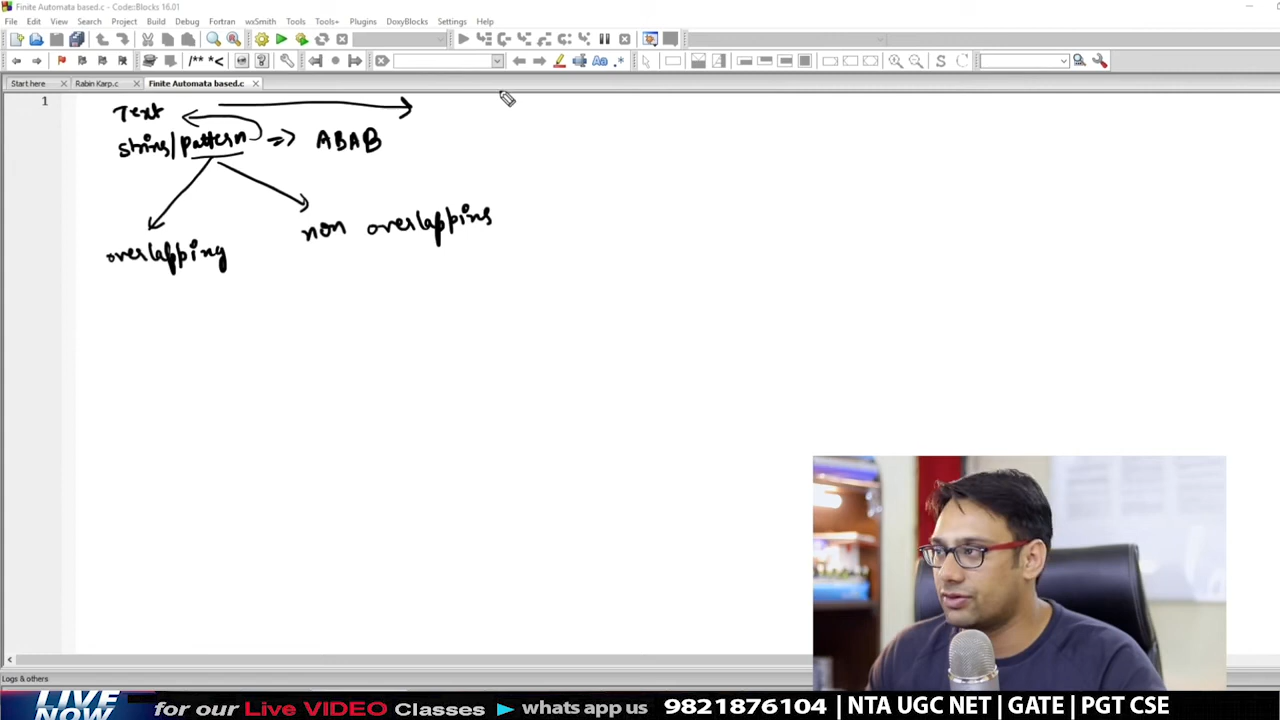 Finite Automata based.c - Code::Blocks 16.01
File Edit View Search Project Build Debug Fortran wxSmith Tools Tools+ Plugins DoxyBlocks Settings Help
/** *<
Start here Rabin Karp.c Finite Automata based.c
1
Text
string/pattern => ABAB
overlapping non overlapping
Logs & others
LIVE NOW for our Live VIDEO Classes whats app us 9821876104 | NTA UGC NET | GATE | PGT CSE